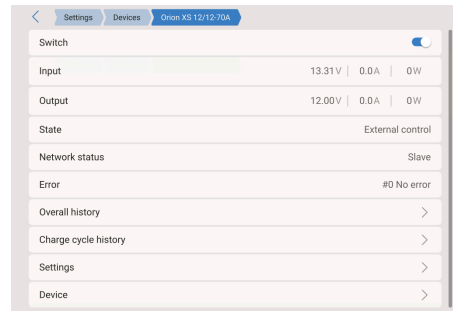 Settings Devices Orion XS 12/12-70A
Switch
Input 13.31V 0.0A 0W
Output 12.00V 0.0A 0W
State External control
Network status Slave
Error #0 No error
Overall history
Charge cycle history
Settings
Device